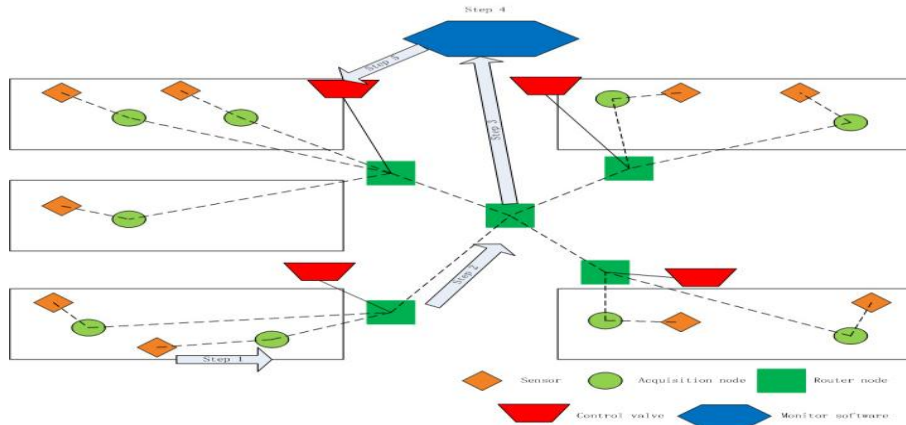 Step 4
Step 5
Step 3
Step 2
Step 1
Sensor
Acquisition node
Router node
Control valve
Monitor software